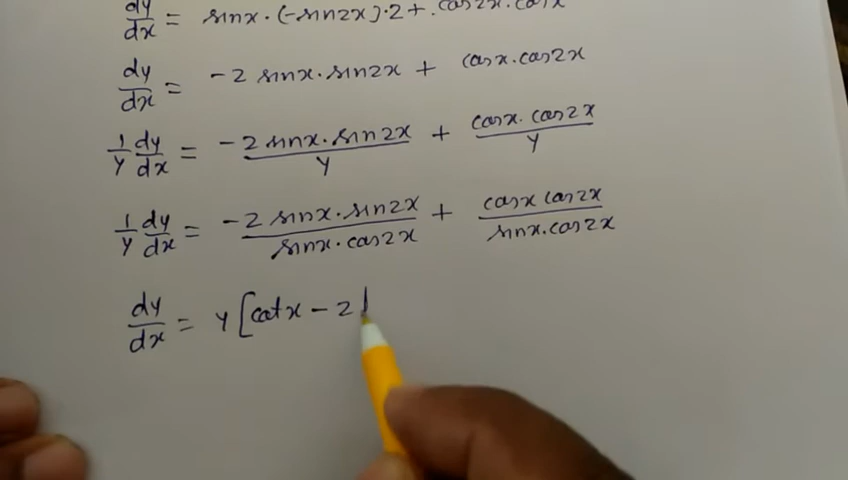 dy/dx = sinx·(-sin2x)·2 + cos2x·cosx
dy/dx = -2 sinx·sin2x + cosx·cos2x
1/y dy/dx = -2 sinx·sin2x/y + cosx·cos2x/y
1/y dy/dx = -2 sinx·sin2x/sinx·cos2x + cosx cos2x/sinx·cos2x
dy/dx = y[cotx - 2